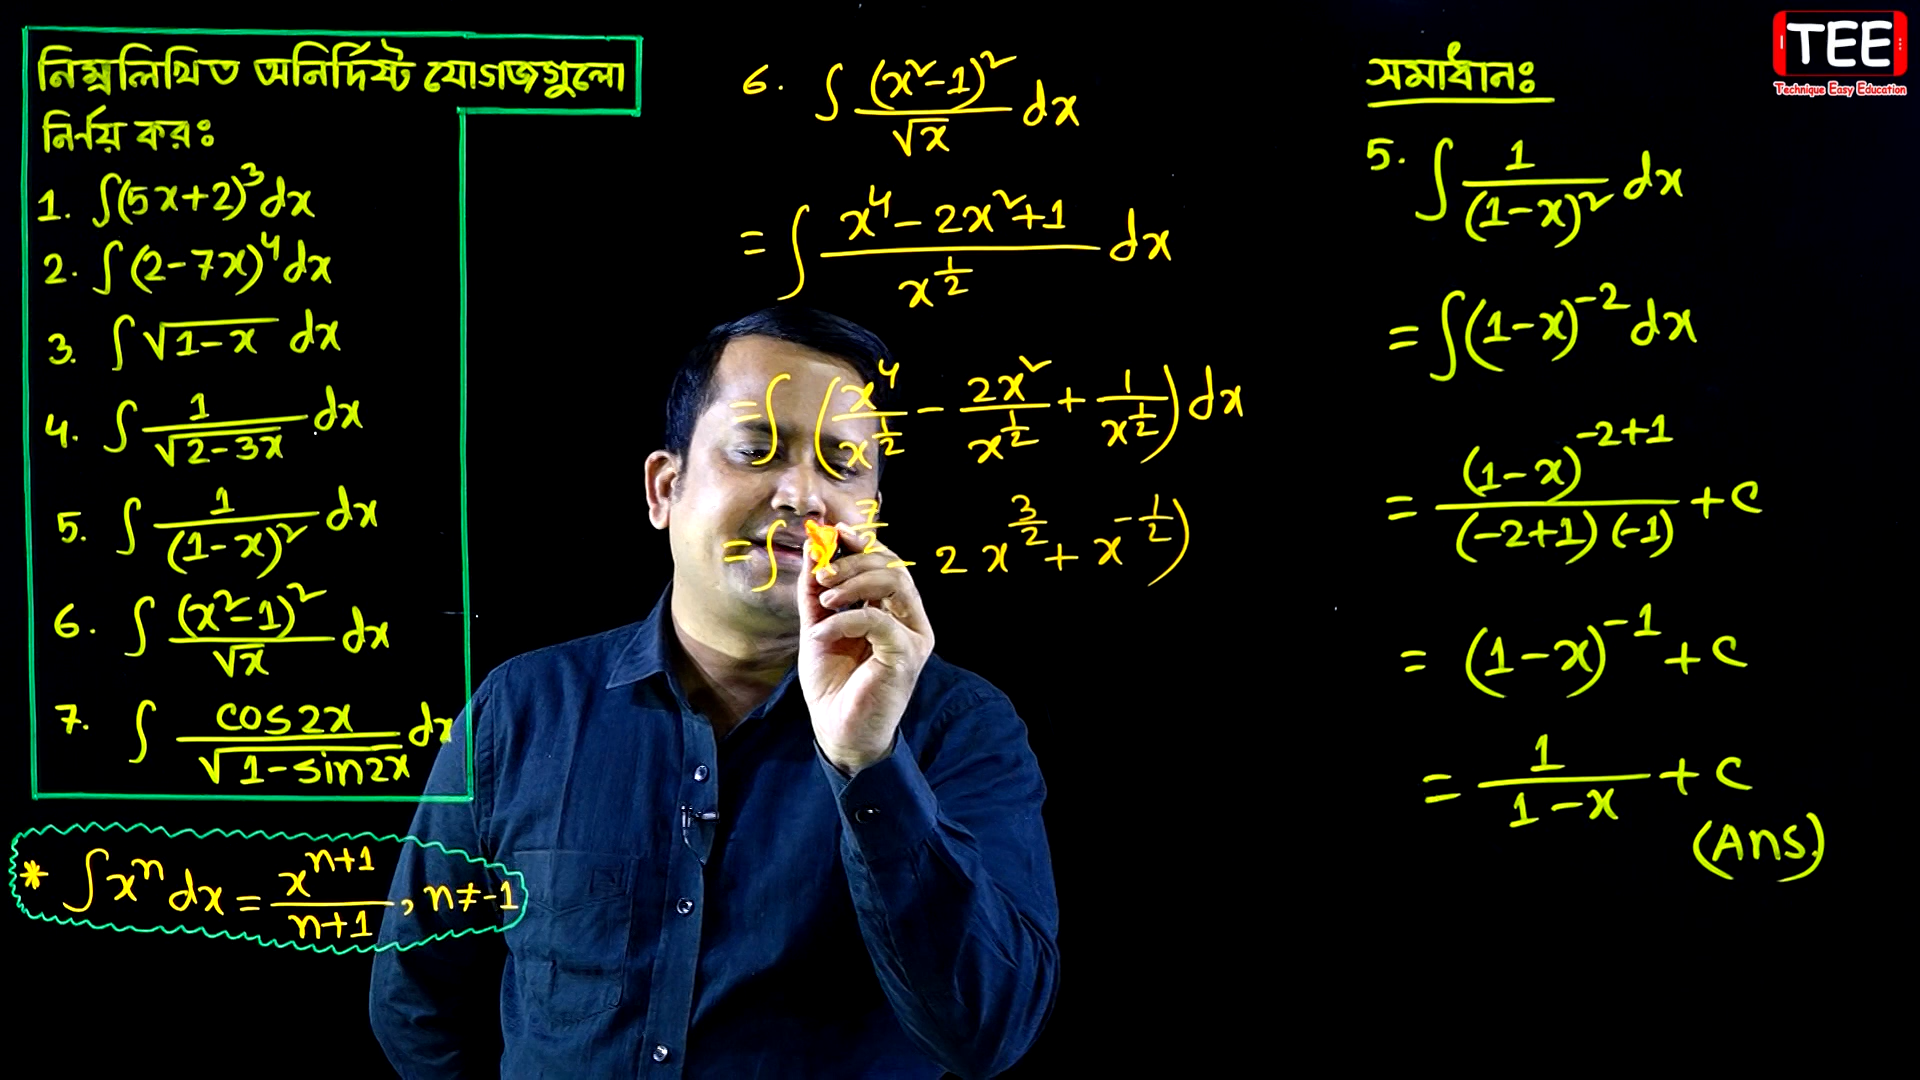 নিম্নলিখিত অনির্দিষ্ট যোগজগুলো
নির্ণয় করঃ
1. ∫(5x+2)³dx
2. ∫(2-7x)⁴dx
3. ∫√(1-x) dx
4. ∫ 1/√(2-3x) dx
5. ∫ 1/(1-x)² dx
6. ∫ (x²-1)²/√x dx
7. ∫ cos2x/√(1-sin2x) dx
* ∫xⁿdx = xⁿ⁺¹/(n+1), n≠-1
6. ∫ (x²-1)²/√x dx
= ∫ (x⁴-2x²+1)/x^(1/2) dx
= ∫ (x⁴/x^(1/2) - 2x²/x^(1/2) + 1/x^(1/2)) dx
= ∫ x^(7/2) - 2x^(3/2) + x^(-1/2))
TEE
Technique Easy Education
সমাধানঃ
5. ∫ 1/(1-x)² dx
= ∫(1-x)⁻²dx
= (1-x)^(-2+1)/((-2+1)(-1)) + c
= (1-x)⁻¹ + c
= 1/(1-x) + c
(Ans.)